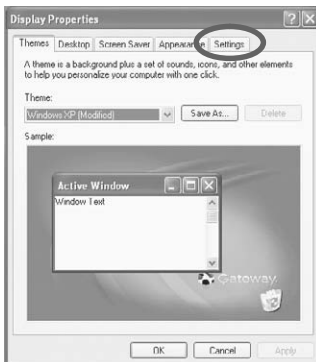 Display Properties
Themes Desktop Screen Saver Appearance Settings
A theme is a background plus a set of sounds, icons, and other elements
to help you personalize your computer with one click.
Theme:
Windows XP (Modified) Save As... Delete
Sample:
Active Window
Window Text
Gateway
OK Cancel Apply